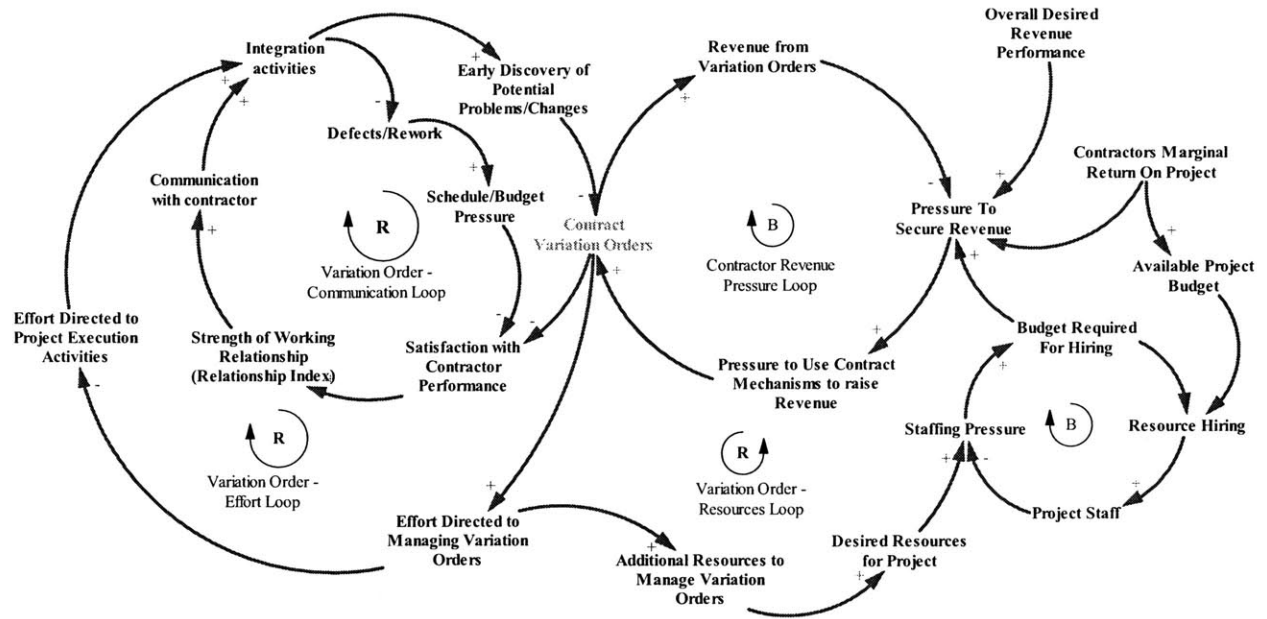 Overall Desired
Revenue
Performance
Integration
activities
Revenue from
Variation Orders
Early Discovery of
Potential
Problems/Changes
Defects/Rework
Contractors Marginal
Return On Project
Communication
with contractor
Schedule/Budget
Pressure
Pressure To
Secure Revenue
R
Contract
Variation Orders
B
Variation Order -
Communication Loop
Contractor Revenue
Pressure Loop
Available Project
Budget
Effort Directed to
Project Execution
Activities
Strength of Working
Relationship
(Relationship Index)
Satisfaction with
Contractor
Performance
Pressure to Use Contract
Mechanisms to raise
Revenue
Budget Required
For Hiring
R
Variation Order -
Effort Loop
R
Variation Order -
Resources Loop
Staffing Pressure
B
Resource Hiring
Project Staff
Effort Directed to
Managing Variation
Orders
Additional Resources to
Manage Variation
Orders
Desired Resources
for Project